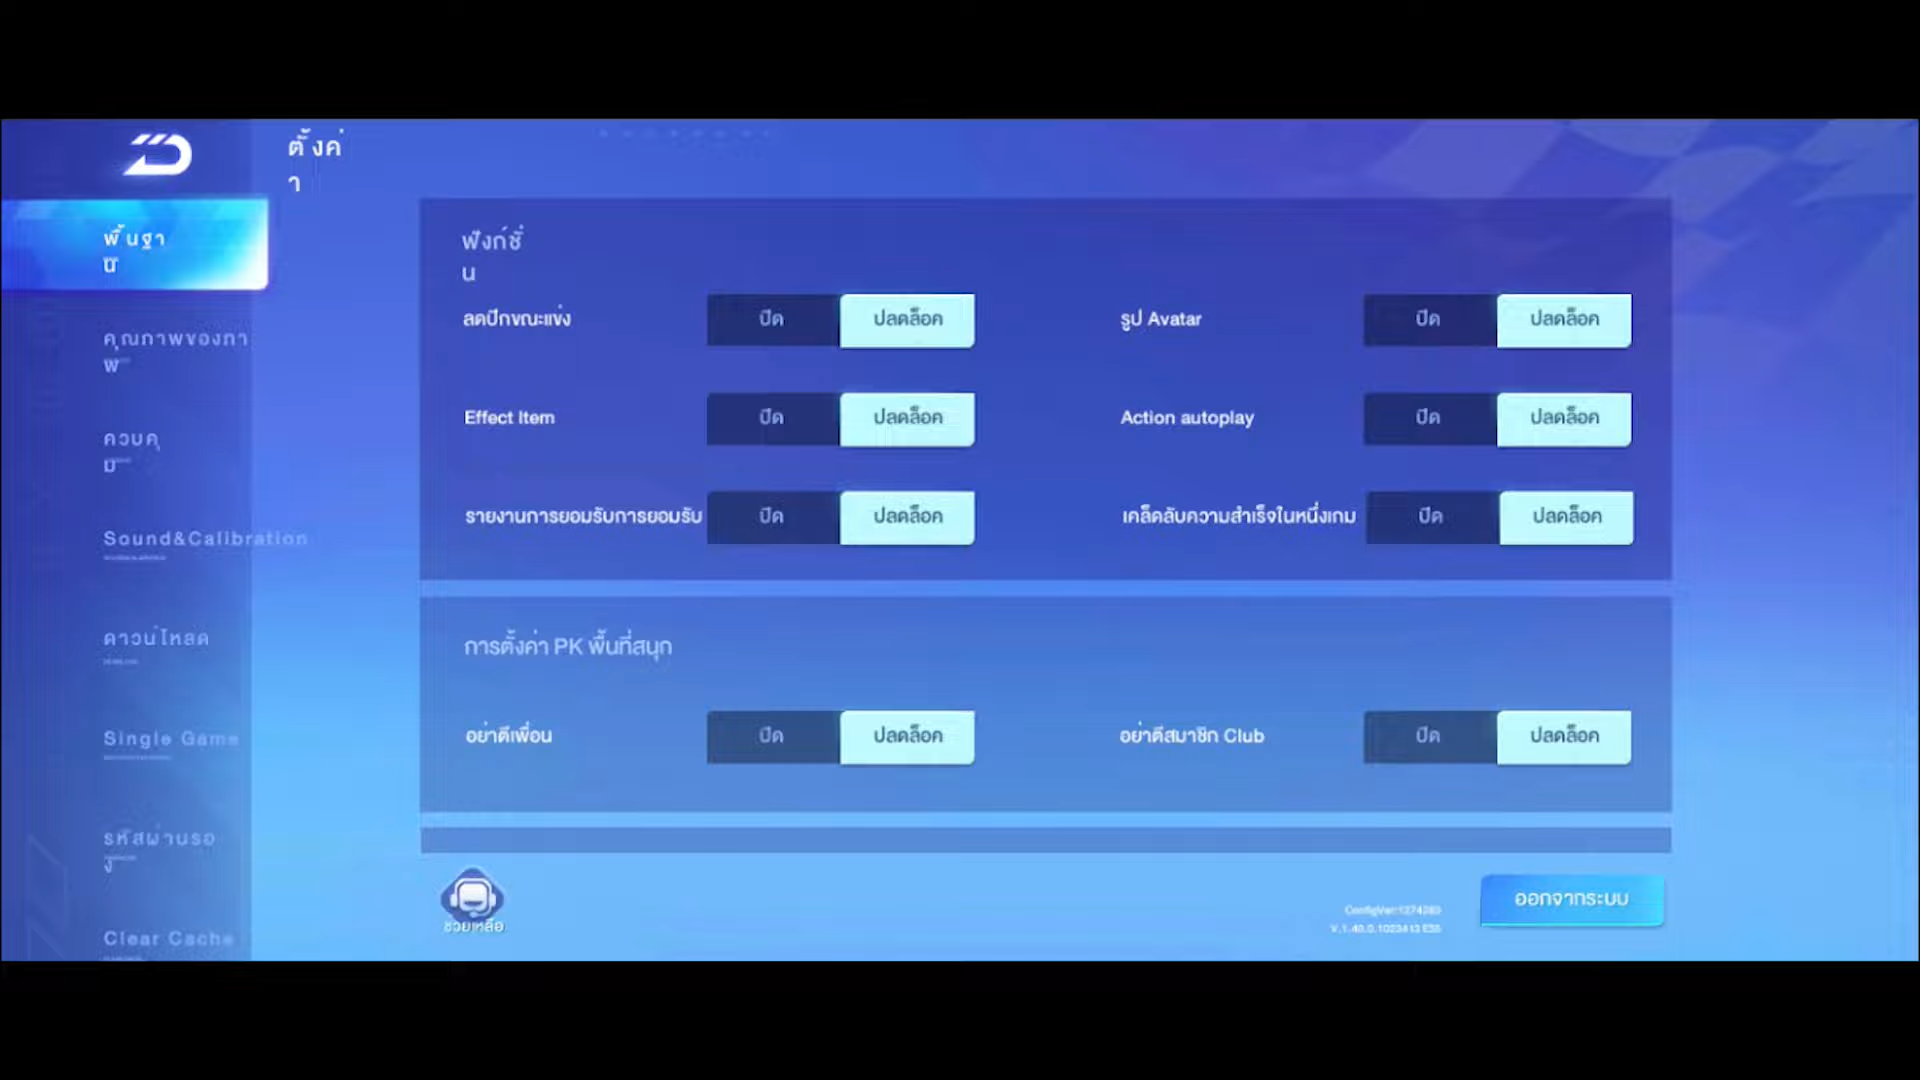 ตั้งค่
า
พื้นฐา
น
คุณภาพของภา
พ
ควบคุ
ม
Sound&Calibration
ดาวน์โหลด
Single Game
รหัสผ่านรอ
ง
Clear Cache
ฟังก์ชั่
น
ลดปีกขณะแข่ง ปิด ปลดล็อค
รูป Avatar ปิด ปลดล็อค
Effect Item ปิด ปลดล็อค
Action autoplay ปิด ปลดล็อค
รายงานการยอมรับการยอมรับ ปิด ปลดล็อค
เคล็ดลับความสำเร็จในหนึ่งเกม ปิด ปลดล็อค
การตั้งค่า PK พื้นที่สนุก
อย่าตีเพื่อน ปิด ปลดล็อค
อย่าตีสมาชิก Club ปิด ปลดล็อค
ช่วยเหลือ
ConfigVer:1274289
V.1.40.0.1023413 ES5
ออกจากระบบ